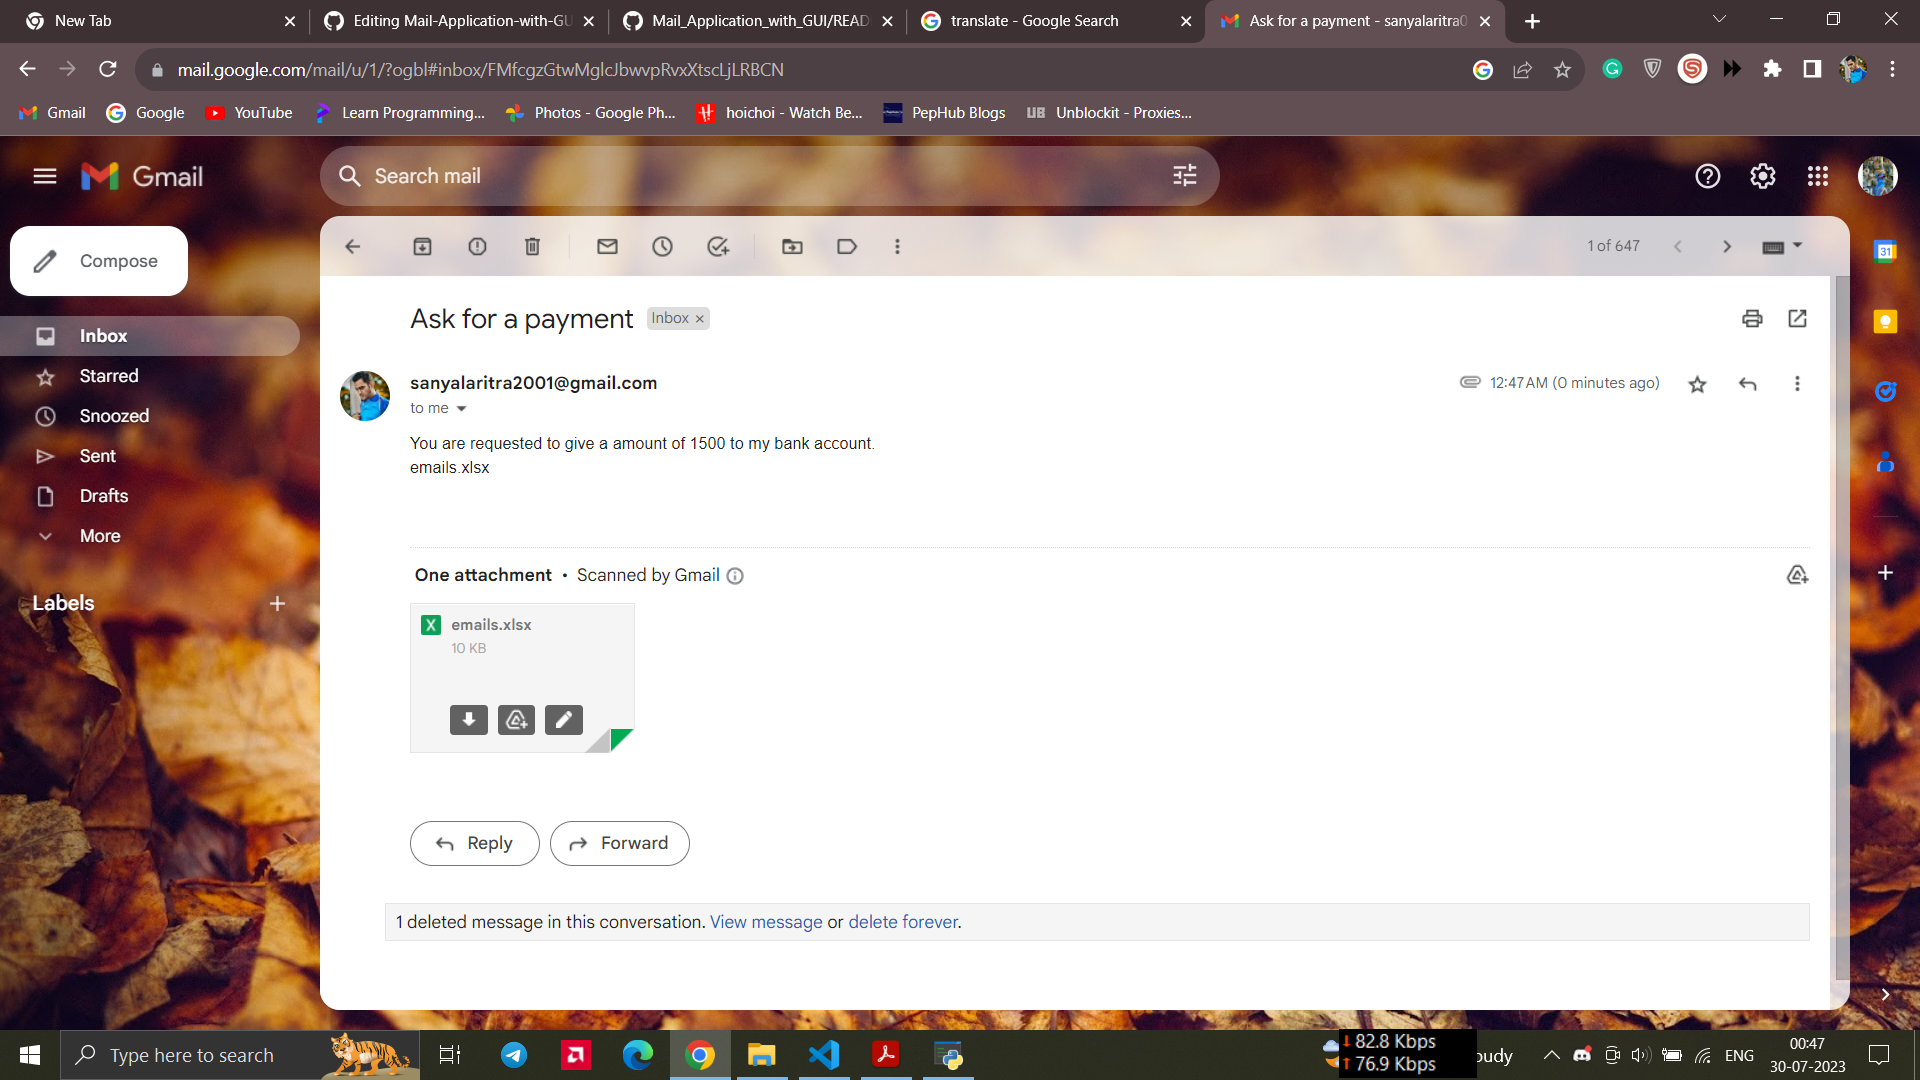 New Tab
Editing Mail-Application-with-GU
Mail_Application_with_GUI/READ
translate - Google Search
Ask for a payment - sanyalaritra0
mail.google.com/mail/u/1/?ogbl#inbox/FMfcgzGtwMglcJbwvpRvxXtscLjLRBCN
Gmail
Google
YouTube
Learn Programming...
Photos - Google Ph...
hoichoi - Watch Be...
PepHub Blogs
UB Unblockit - Proxies...
Gmail
Search mail
Compose
1 of 647
31
Inbox
Starred
Snoozed
Sent
Drafts
More
Labels
Ask for a payment
Inbox ×
sanyalaritra2001@gmail.com
12:47 AM (0 minutes ago)
to me
You are requested to give a amount of 1500 to my bank account.
emails.xlsx
One attachment • Scanned by Gmail
X emails.xlsx
10 KB
Reply
Forward
1 deleted message in this conversation. View message or delete forever.
Type here to search
82.8 Kbps
76.9 Kbps
oudy
ENG
00:47
30-07-2023